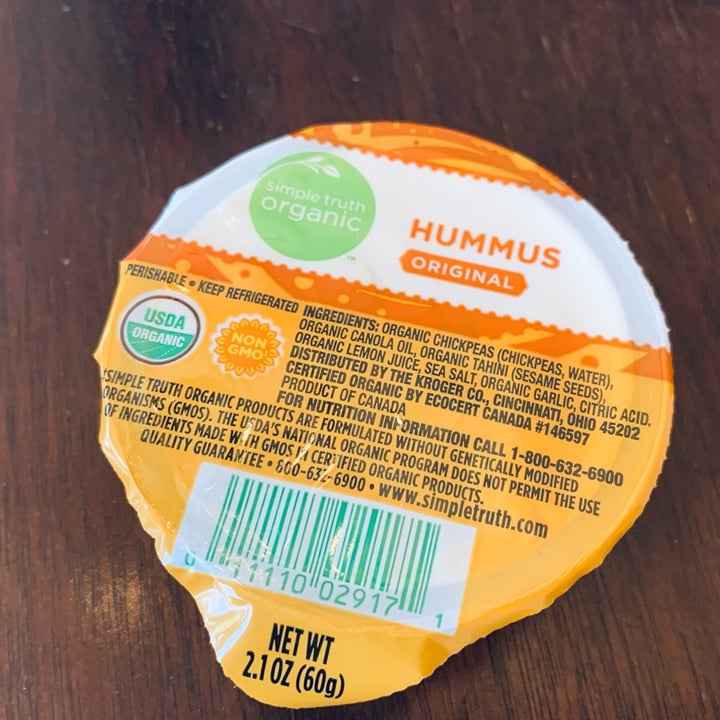 simple truth
organic
™
HUMMUS
ORIGINAL
PERISHABLE • KEEP REFRIGERATED
USDA
ORGANIC
NON
GMO*
INGREDIENTS: ORGANIC CHICKPEAS (CHICKPEAS, WATER),
ORGANIC CANOLA OIL, ORGANIC TAHINI (SESAME SEEDS),
ORGANIC LEMON JUICE, SEA SALT, ORGANIC GARLIC, CITRIC ACID.
DISTRIBUTED BY THE KROGER CO., CINCINNATI, OHIO 45202
CERTIFIED ORGANIC BY ECOCERT CANADA #146597
PRODUCT OF CANADA
FOR NUTRITION INFORMATION CALL 1-800-632-6900
*SIMPLE TRUTH ORGANIC PRODUCTS ARE FORMULATED WITHOUT GENETICALLY MODIFIED
ORGANISMS (GMOS). THE USDA'S NATIONAL ORGANIC PROGRAM DOES NOT PERMIT THE USE
OF INGREDIENTS MADE WITH GMOS IN CERTIFIED ORGANIC PRODUCTS.
QUALITY GUARANTEE • 800-632-6900 • www.simpletruth.com
0 11110 02917 1
NET WT
2.1 OZ (60g)